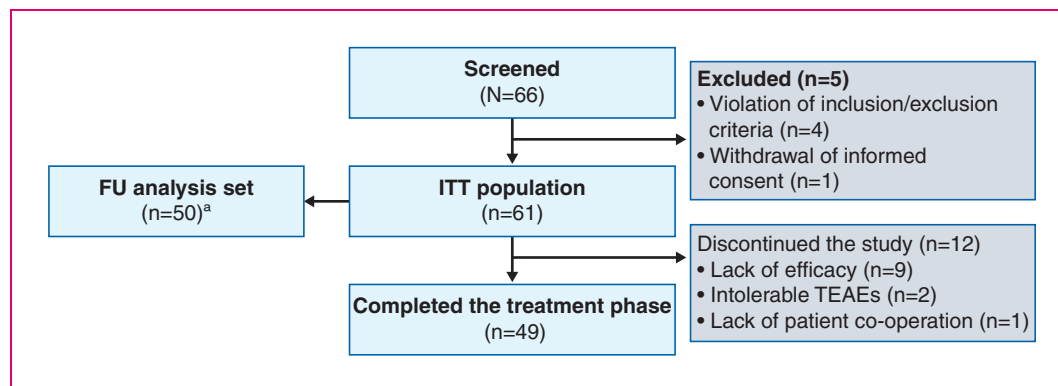 Screened
(N=66)
Excluded (n=5)
• Violation of inclusion/exclusion
criteria (n=4)
• Withdrawal of informed
consent (n=1)
FU analysis set
(n=50)ᵃ
ITT population
(n=61)
Discontinued the study (n=12)
• Lack of efficacy (n=9)
• Intolerable TEAEs (n=2)
• Lack of patient co-operation (n=1)
Completed the treatment phase
(n=49)